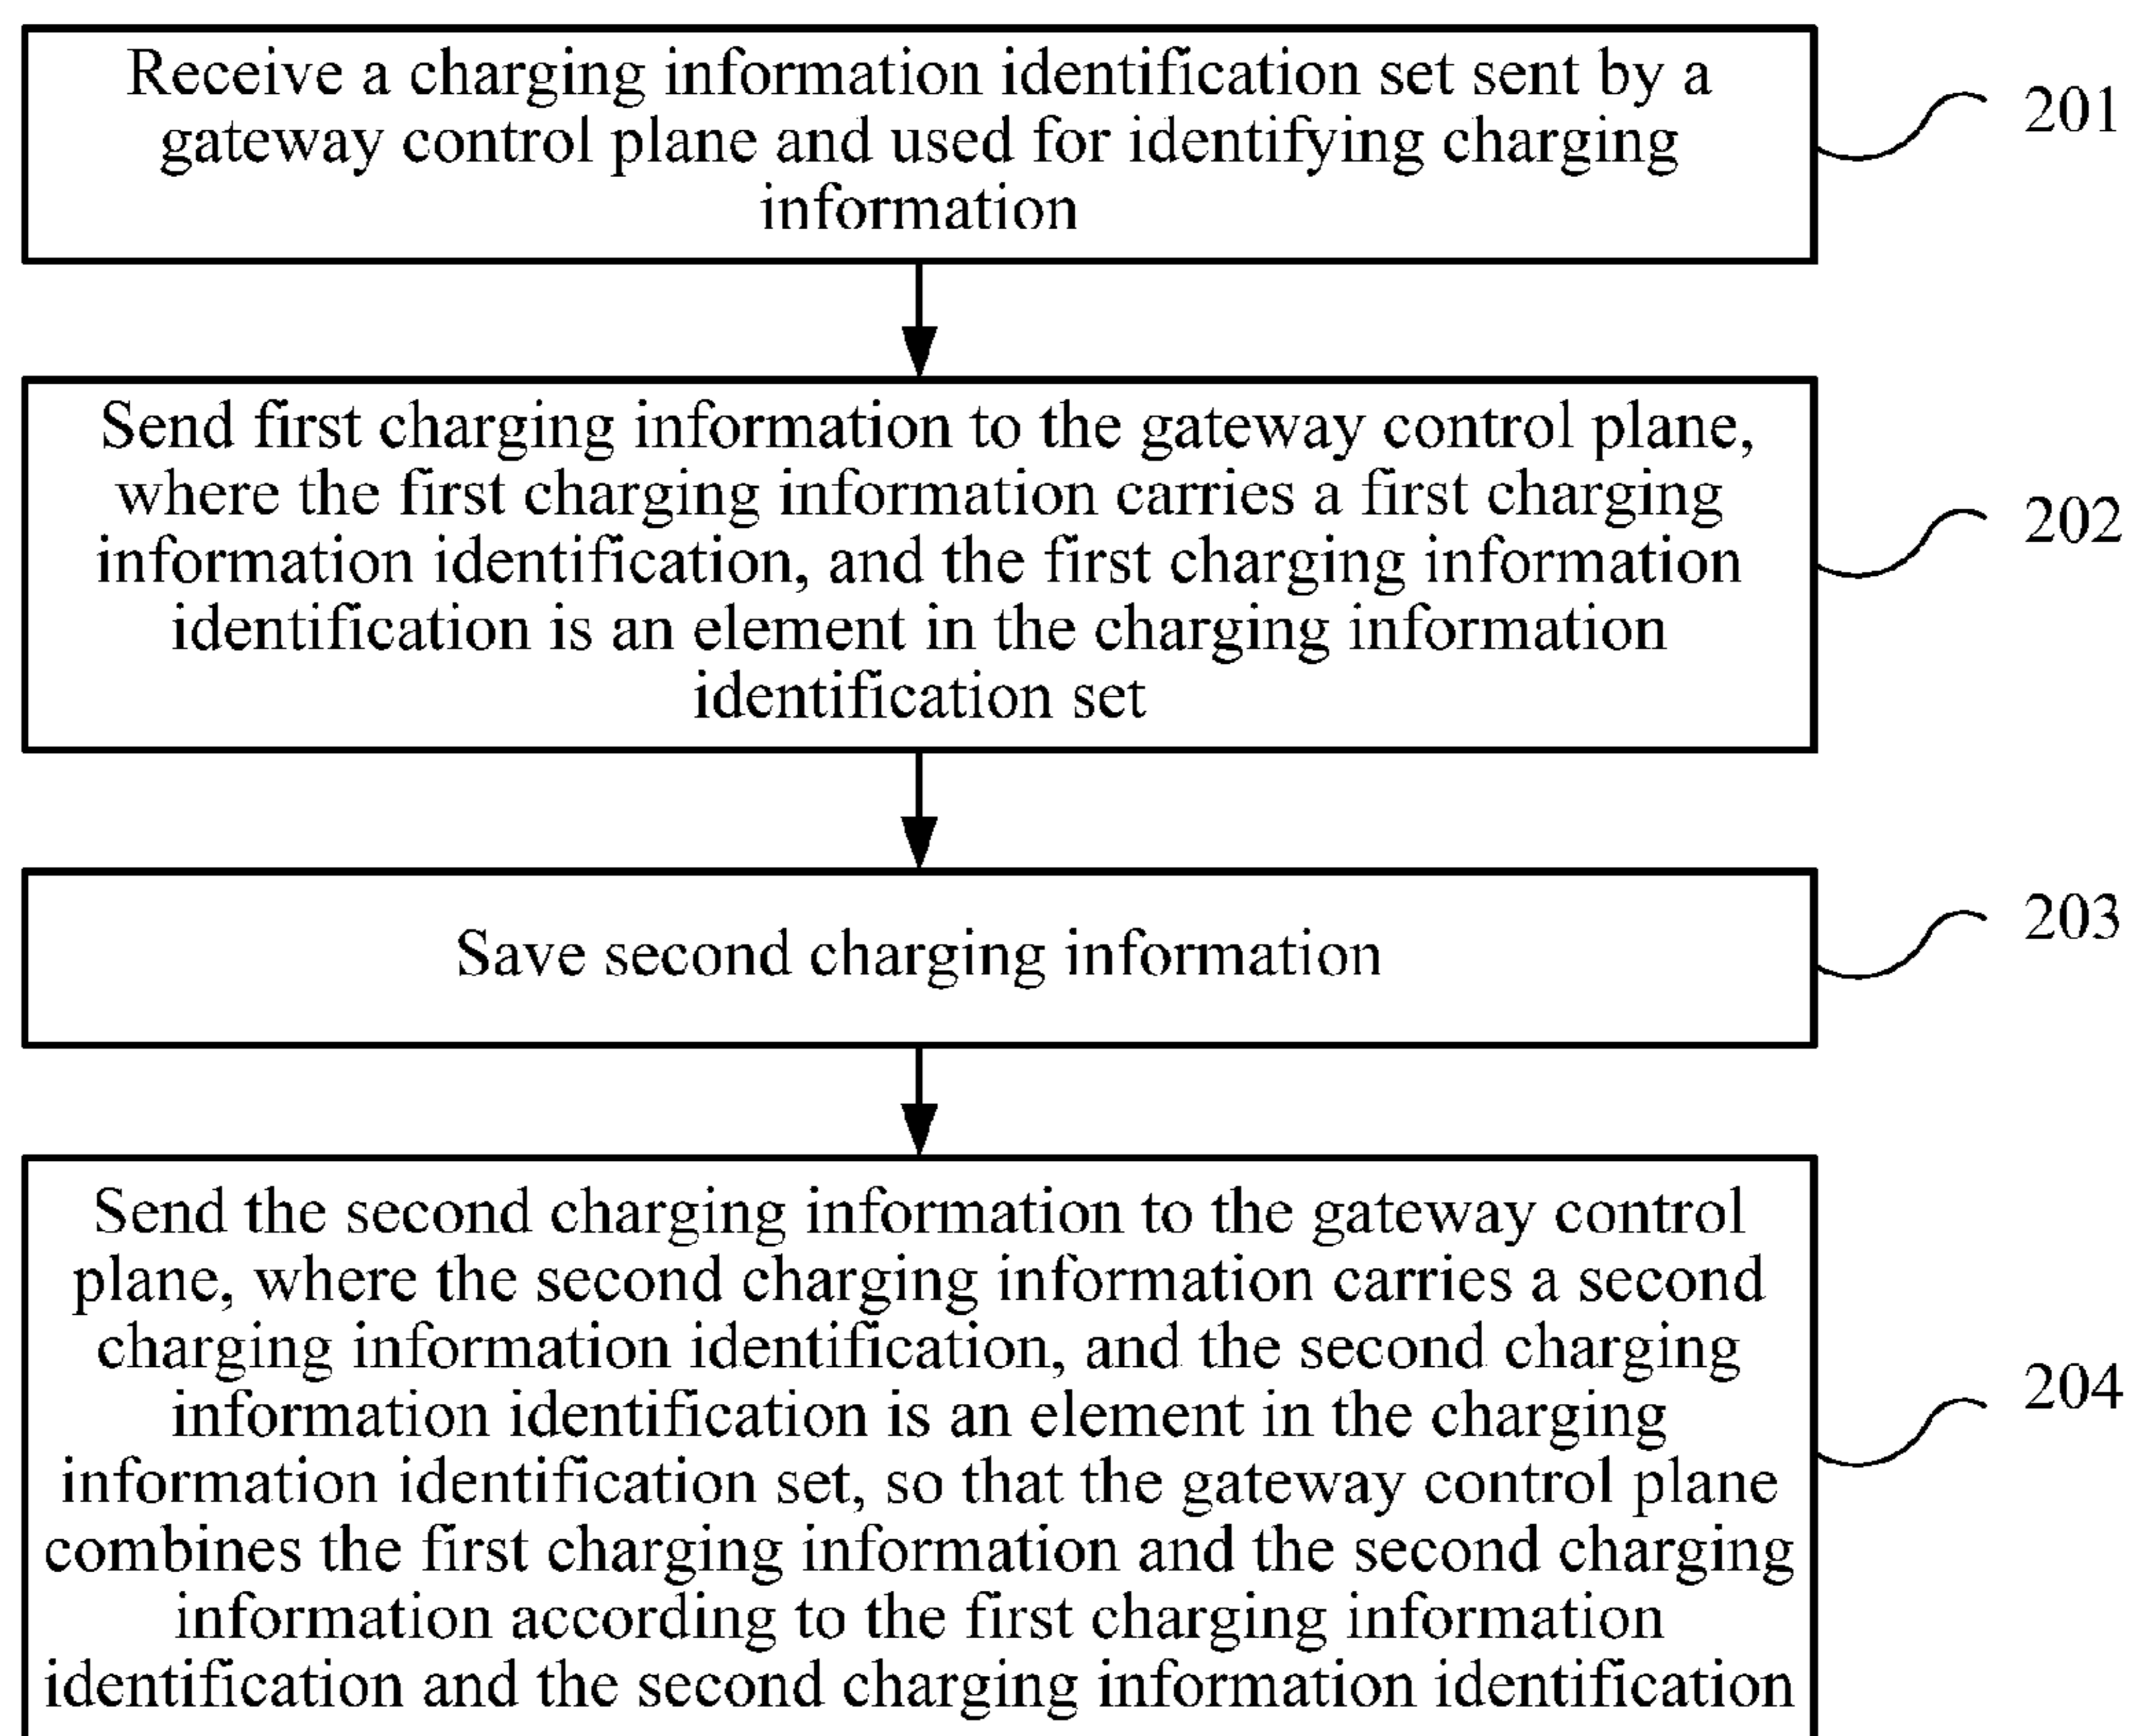 Receive a charging information identification set sent by a
gateway control plane and used for identifying charging
information
201
Send first charging information to the gateway control plane,
where the first charging information carries a first charging
information identification, and the first charging information
identification is an element in the charging information
identification set
202
Save second charging information
203
Send the second charging information to the gateway control
plane, where the second charging information carries a second
charging information identification, and the second charging
information identification is an element in the charging
information identification set, so that the gateway control plane
combines the first charging information and the second charging
information according to the first charging information
identification and the second charging information identification
204